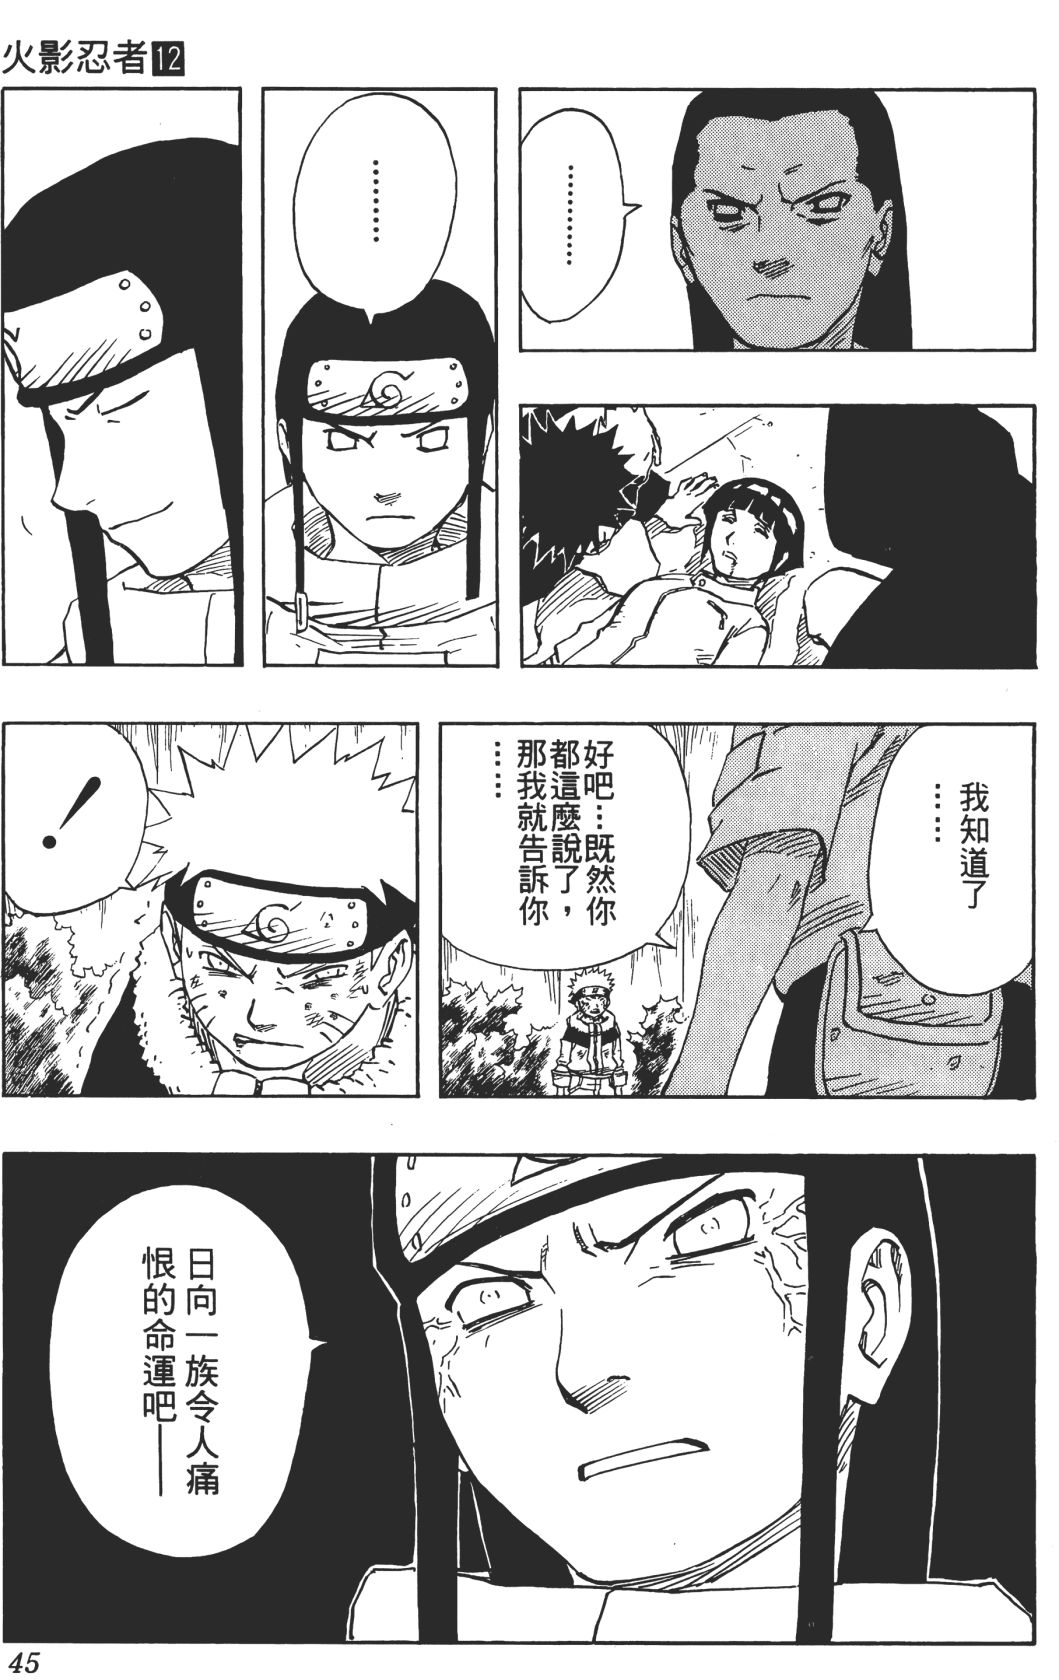 火影忍者12
………
………
我知道了
……
好吧…既然你
都這麼說了，
那我就告訴你
……
！
日向一族令人痛
恨的命運吧——
45